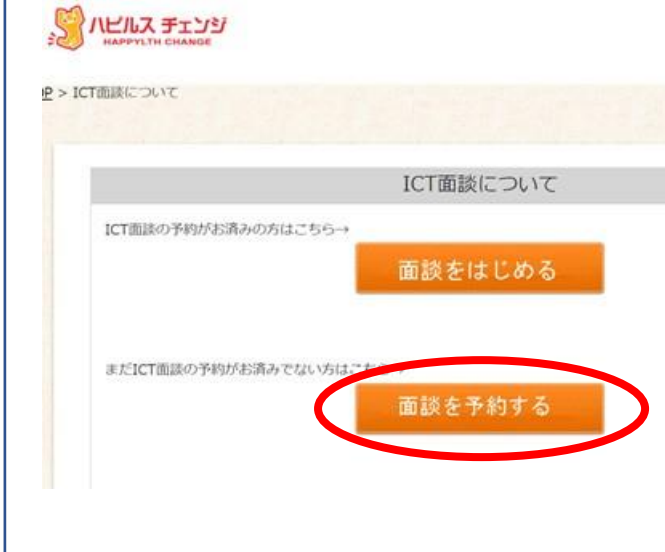 ハピルス チェンジ
HAPPYLTH CHANGE
P > ICT面談について
ICT面談について
ICT面談の予約がお済みの方はこちら→
面談をはじめる
まだICT面談の予約がお済みでない方はこちら→
面談を予約する